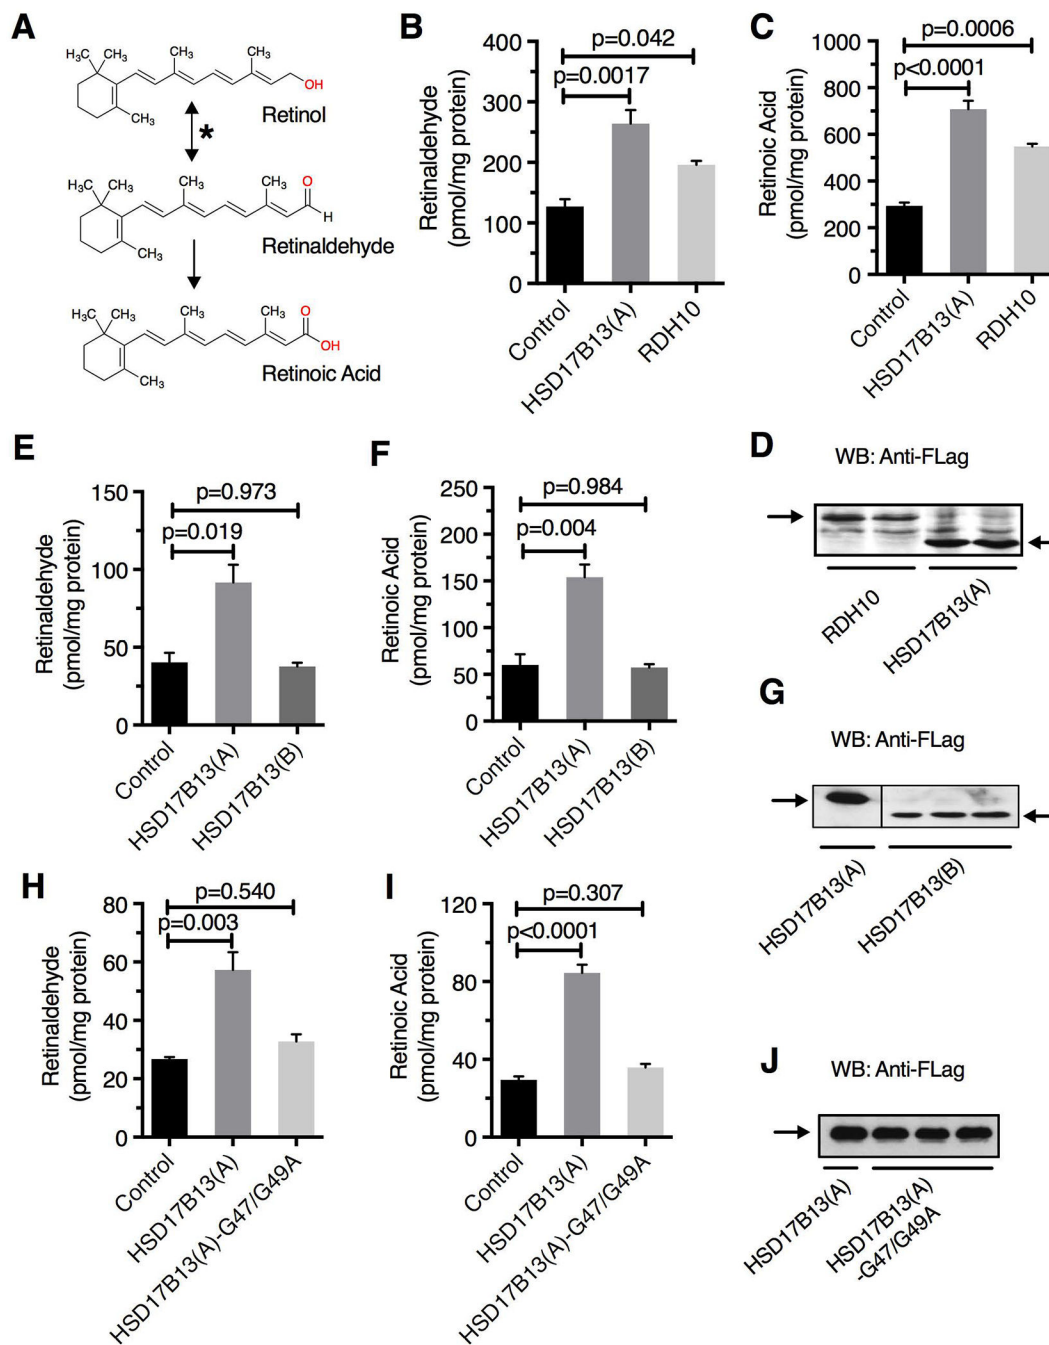 A
H₃C
CH₃
CH₃
CH₃
OH
CH₃
Retinol
*
H₃C
CH₃
CH₃
CH₃
O
H
CH₃
Retinaldehyde
H₃C
CH₃
CH₃
CH₃
O
OH
CH₃
Retinoic Acid
B
Retinaldehyde
(pmol/mg protein)
400
300
200
100
0
p=0.042
p=0.0017
Control
HSD17B13(A)
RDH10
C
Retinoic Acid
(pmol/mg protein)
1000
800
600
400
200
0
p=0.0006
p<0.0001
Control
HSD17B13(A)
RDH10
E
Retinaldehyde
(pmol/mg protein)
150
100
50
0
p=0.973
p=0.019
Control
HSD17B13(A)
HSD17B13(B)
F
Retinoic Acid
(pmol/mg protein)
250
200
150
100
50
0
p=0.984
p=0.004
Control
HSD17B13(A)
HSD17B13(B)
D
WB: Anti-FLag
RDH10
HSD17B13(A)
G
WB: Anti-FLag
HSD17B13(A)
HSD17B13(B)
H
Retinaldehyde
(pmol/mg protein)
80
60
40
20
0
p=0.540
p=0.003
Control
HSD17B13(A)
HSD17B13(A)-G47/G49A
I
Retinoic Acid
(pmol/mg protein)
120
80
40
0
p=0.307
p<0.0001
Control
HSD17B13(A)
HSD17B13(A)-G47/G49A
J
WB: Anti-FLag
HSD17B13(A)
HSD17B13(A)
-G47/G49A